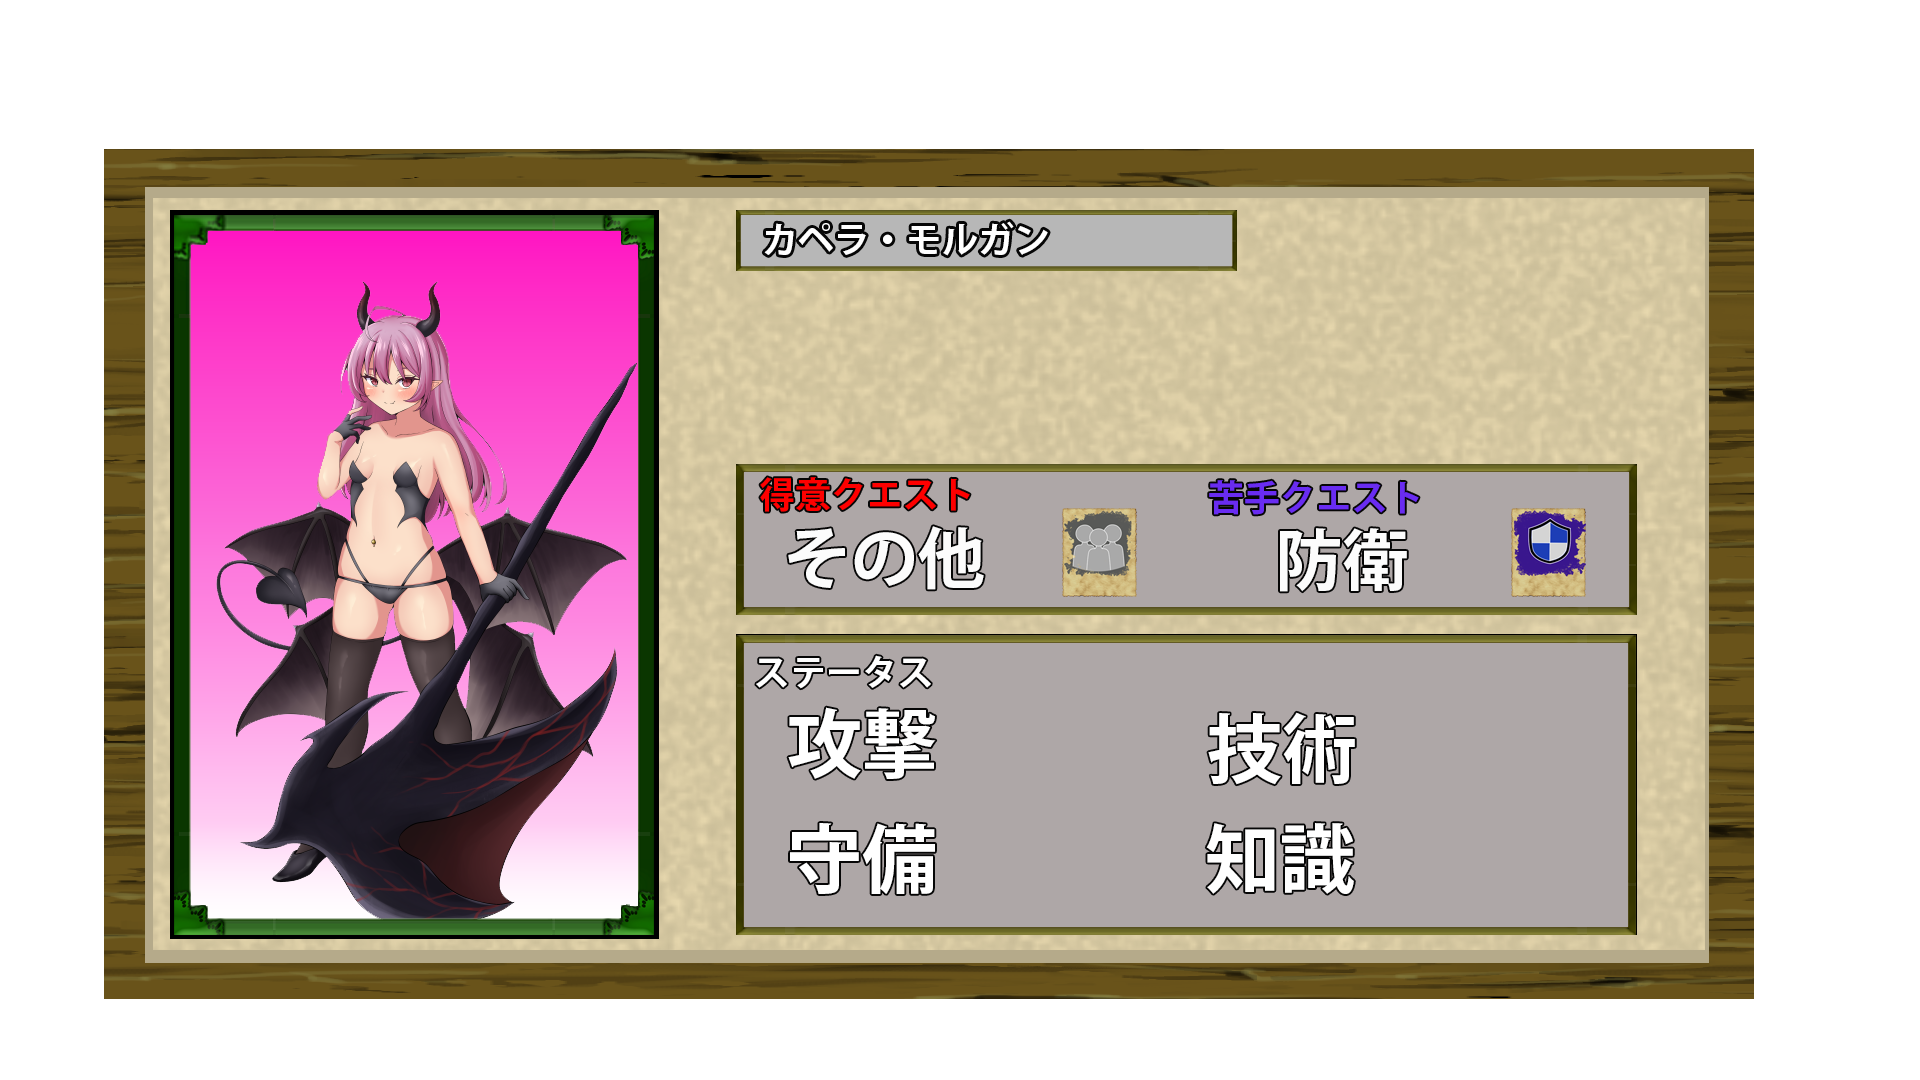 カペラ・モルガン
得意クエスト
その他
苦手クエスト
防衛
ステータス
攻撃
技術
守備
知識